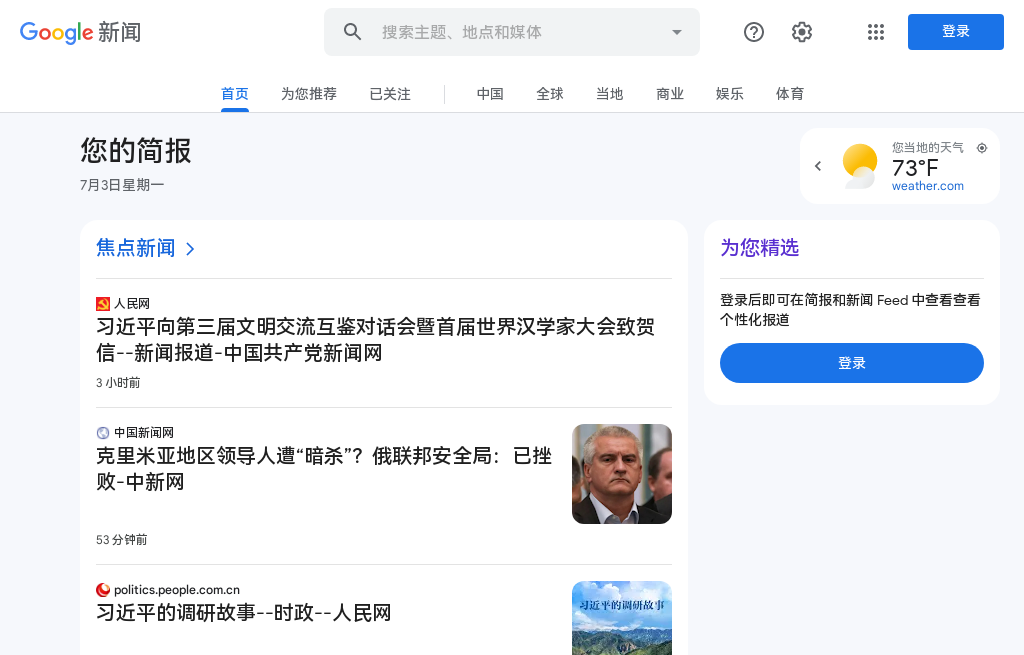 Google 新闻
搜索主题、地点和媒体
登录
首页
为您推荐
已关注
中国
全球
当地
商业
娱乐
体育
您的简报
7月3日星期一
您当地的天气
73°F
weather.com
焦点新闻
人民网
习近平向第三届文明交流互鉴对话会暨首届世界汉学家大会致贺
信--新闻报道-中国共产党新闻网
3 小时前
中国新闻网
克里米亚地区领导人遭“暗杀”？俄联邦安全局：已挫
败-中新网
53 分钟前
politics.people.com.cn
习近平的调研故事--时政--人民网
习近平的调研故事
为您精选
登录后即可在简报和新闻 Feed 中查看查看
个性化报道
登录